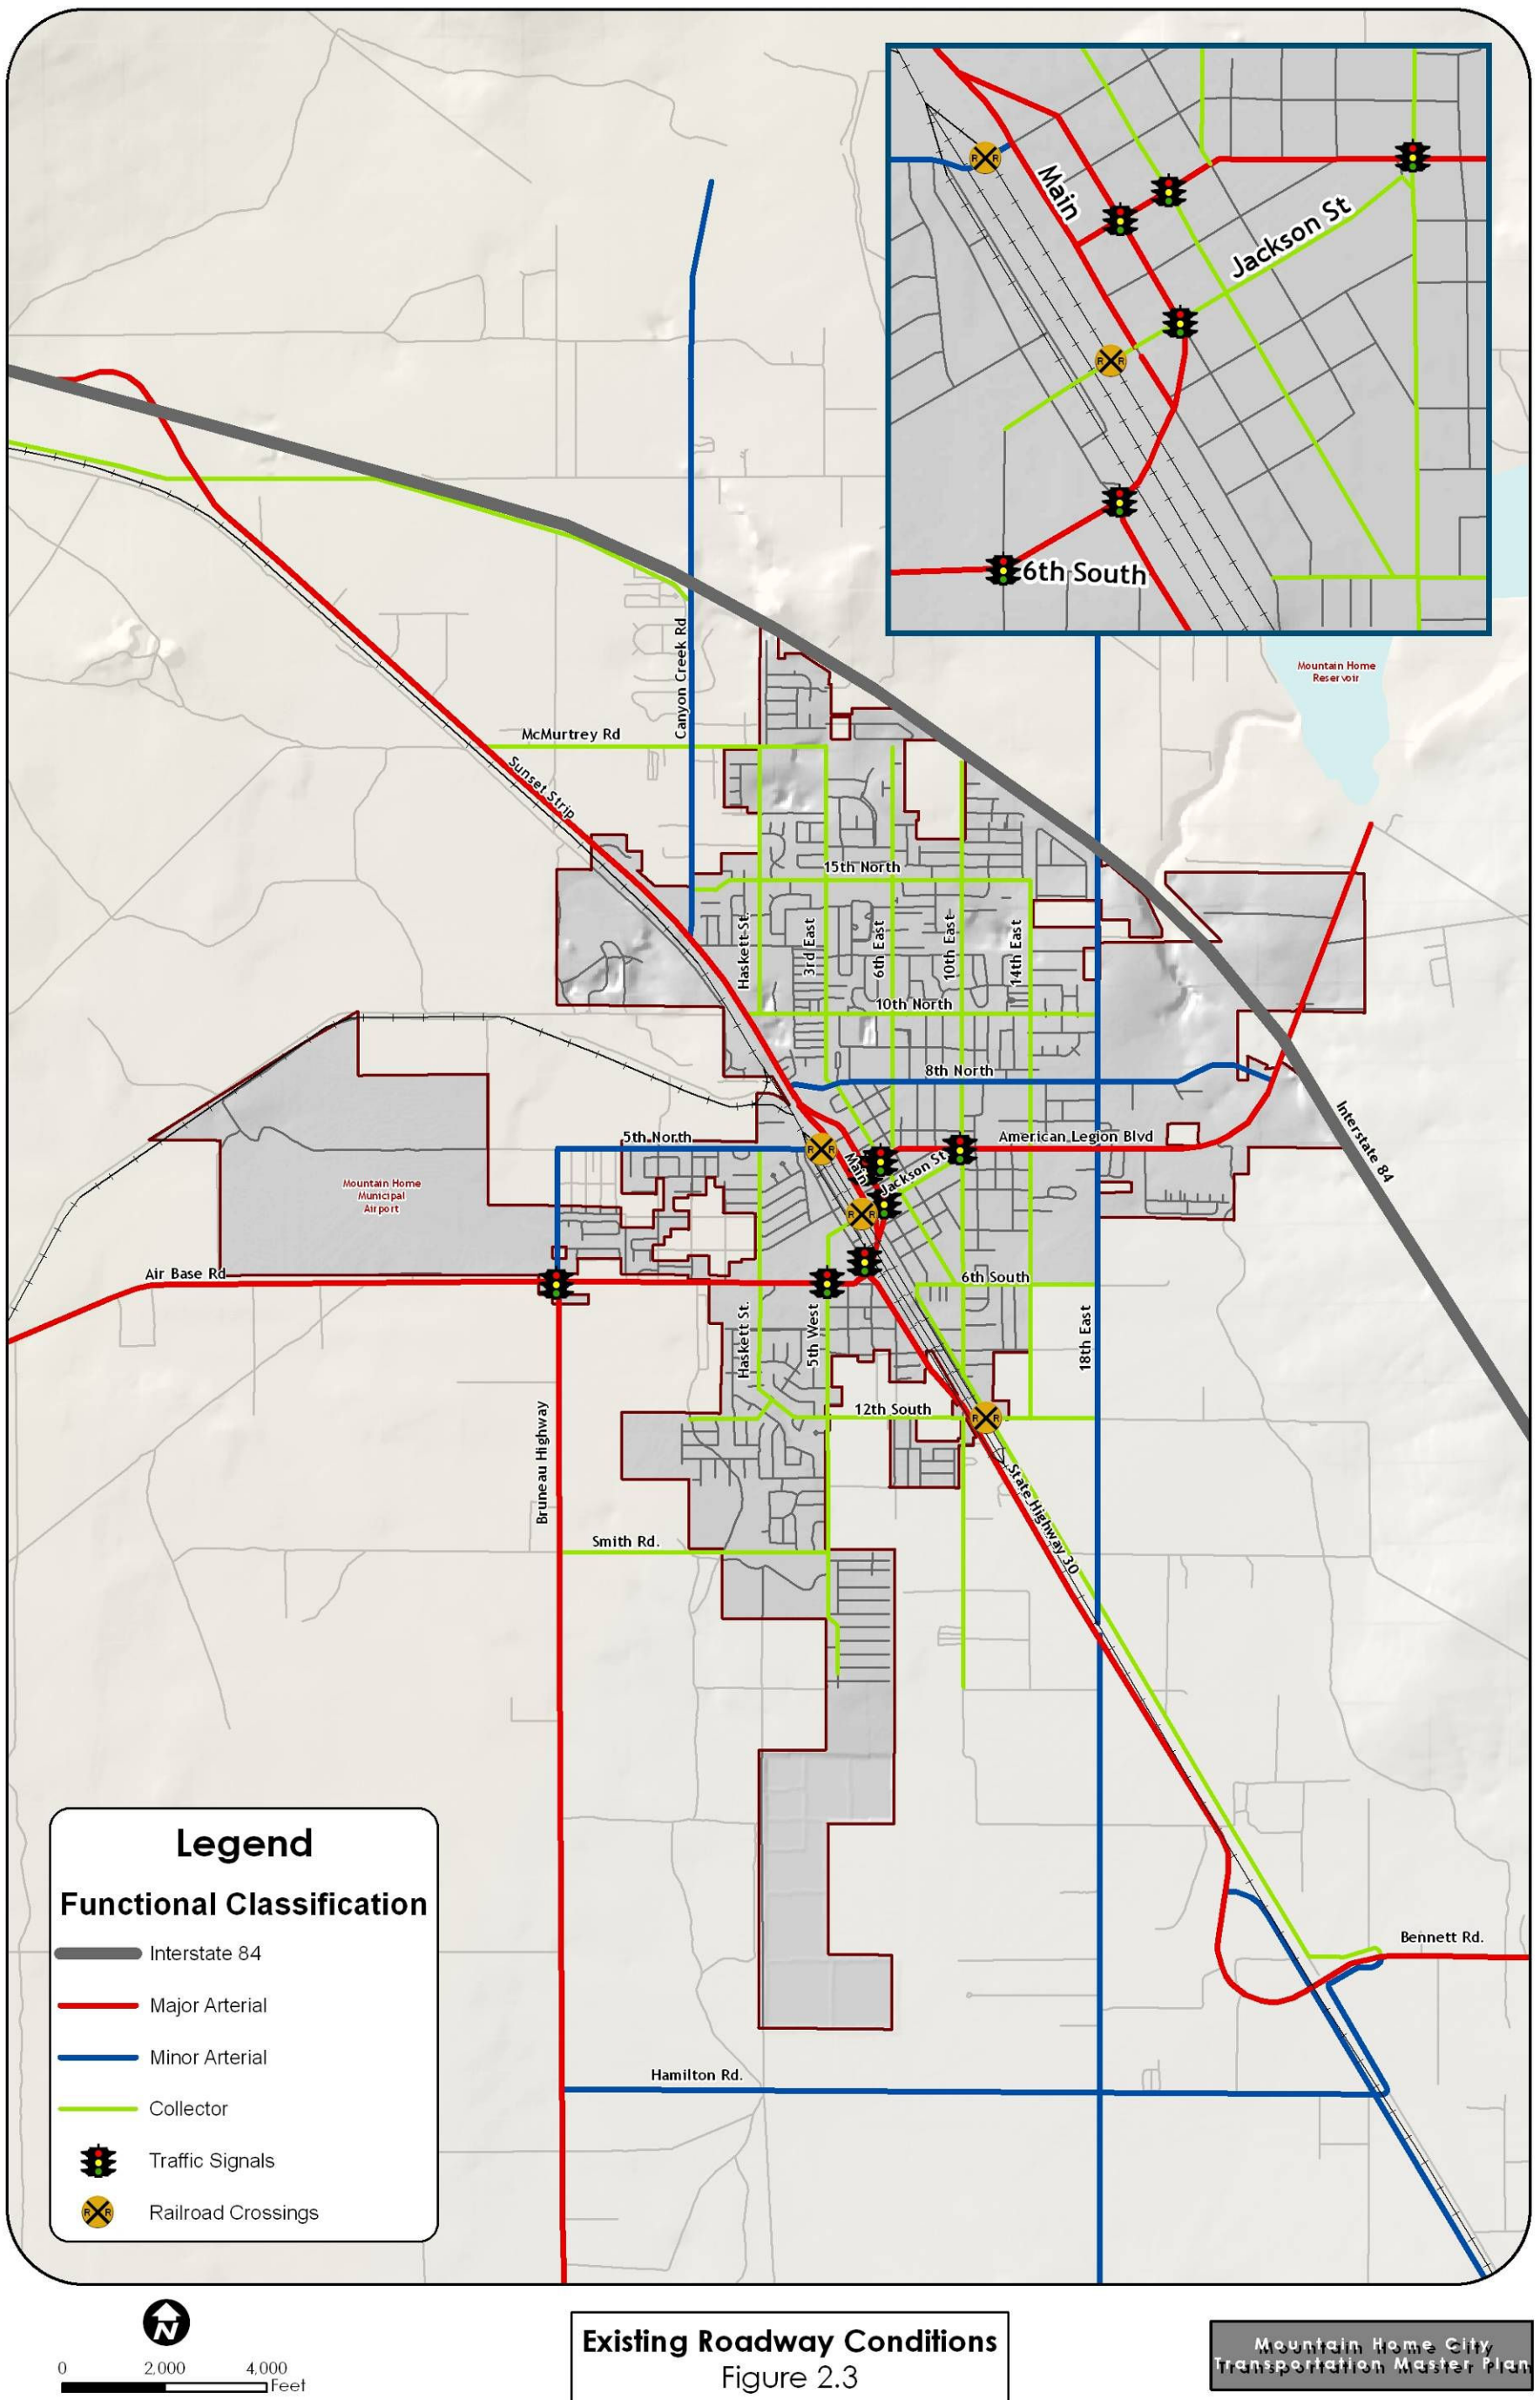 Main
Jackson St
6th South
Mountain Home
Reservoir
Canyon Creek Rd
McMurtrey Rd
Sunset Strip
15th North
Haskett St.
3rd East
6th East
10th East
14th East
10th North
8th North
5th North
American Legion Blvd
Interstate 84
Main
Jackson St
Mountain Home
Municipal
Airport
Air Base Rd
6th South
Haskett St.
5th West
18th East
12th South
Bruneau Highway
State Highway 30
Smith Rd.
Bennett Rd.
Hamilton Rd.
Legend
Functional Classification
Interstate 84
Major Arterial
Minor Arterial
Collector
Traffic Signals
R R Railroad Crossings
N
0 2,000 4,000
Feet
Existing Roadway Conditions
Figure 2.3
Mountain Home City
Transportation Master Plan